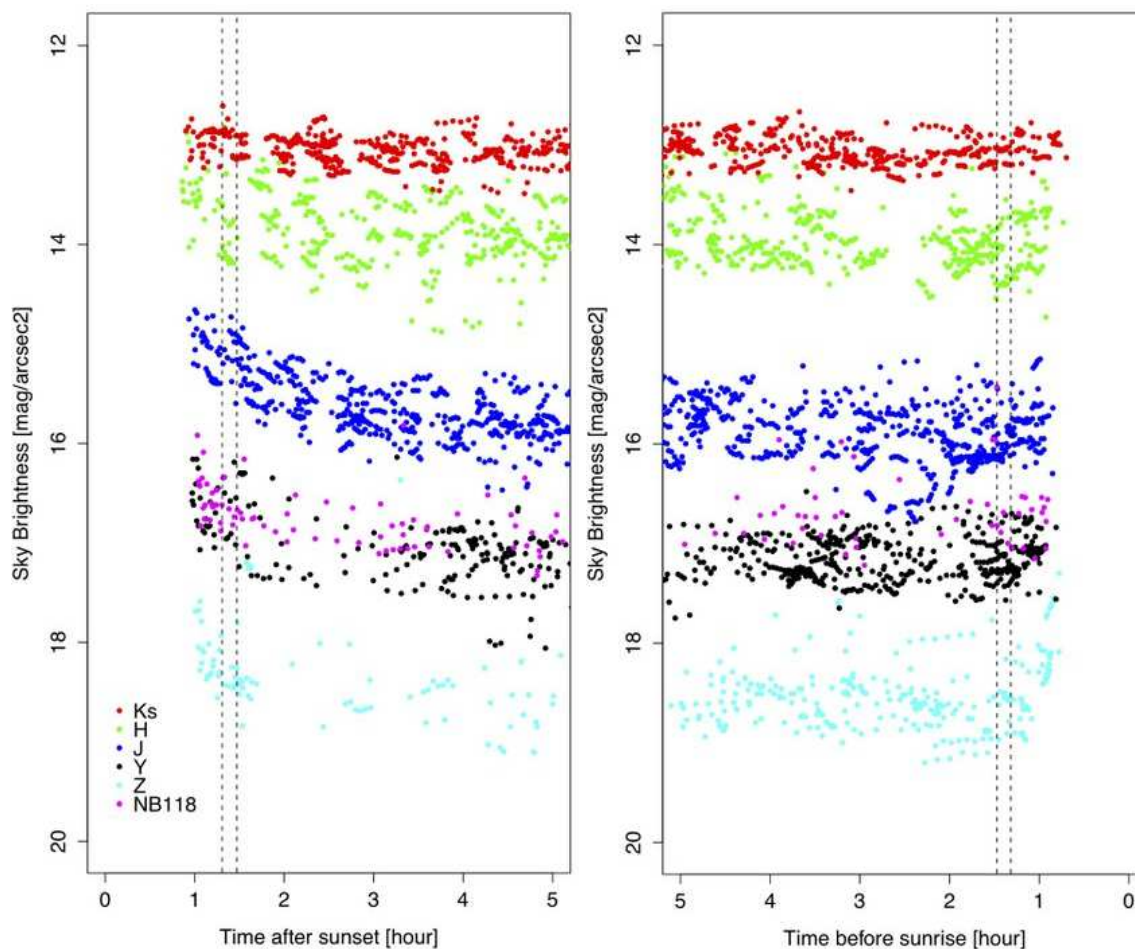 Sky Brightness [mag/arcsec2]
12
14
16
18
20
Ks
H
J
Y
Z
NB118
0 1 2 3 4 5
Time after sunset [hour]
Sky Brightness [mag/arcsec2]
12
14
16
18
20
5 4 3 2 1 0
Time before sunrise [hour]